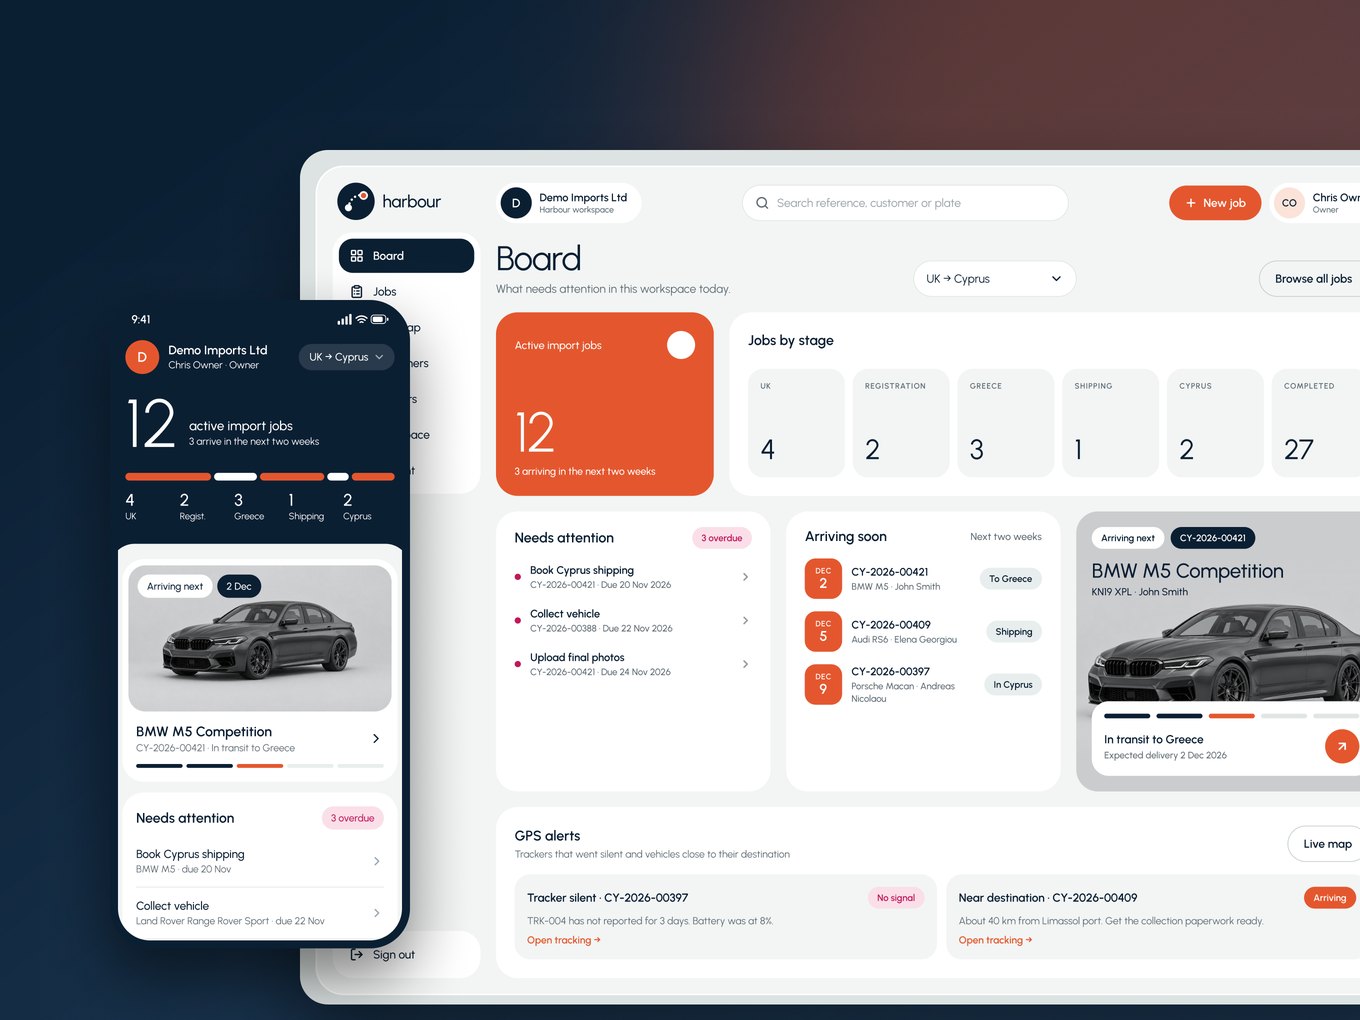 harbour
D
Demo Imports Ltd
Harbour workspace
Search reference, customer or plate
+ New job
CO
Chris Owr
Owner
Board
Jobs
ap
ners
rs
ace
nt
Sign out
Board
What needs attention in this workspace today.
UK → Cyprus
Browse all jobs
Active import jobs
12
3 arriving in the next two weeks
Jobs by stage
UK
4
REGISTRATION
2
GREECE
3
SHIPPING
1
CYPRUS
2
COMPLETED
27
Needs attention
3 overdue
Book Cyprus shipping
CY-2026-00421 · Due 20 Nov 2026
Collect vehicle
CY-2026-00388 · Due 22 Nov 2026
Upload final photos
CY-2026-00421 · Due 24 Nov 2026
Arriving soon
Next two weeks
DEC
2
CY-2026-00421
BMW M5 · John Smith
To Greece
DEC
5
CY-2026-00409
Audi RS6 · Elena Georgiou
Shipping
DEC
9
CY-2026-00397
Porsche Macan · Andreas
Nicolaou
In Cyprus
Arriving next
CY-2026-00421
BMW M5 Competition
KN19 XPL · John Smith
In transit to Greece
Expected delivery 2 Dec 2026
GPS alerts
Trackers that went silent and vehicles close to their destination
Live map
Tracker silent · CY-2026-00397
No signal
TRK-004 has not reported for 3 days. Battery was at 8%.
Open tracking →
Near destination · CY-2026-00409
Arriving
About 40 km from Limassol port. Get the collection paperwork ready.
Open tracking →
9:41
D
Demo Imports Ltd
Chris Owner · Owner
UK → Cyprus
12
active import jobs
3 arrive in the next two weeks
4
UK
2
Regist.
3
Greece
1
Shipping
2
Cyprus
Arriving next
2 Dec
BMW M5 Competition
CY-2026-00421 · In transit to Greece
Needs attention
3 overdue
Book Cyprus shipping
BMW M5 · due 20 Nov
Collect vehicle
Land Rover Range Rover Sport · due 22 Nov